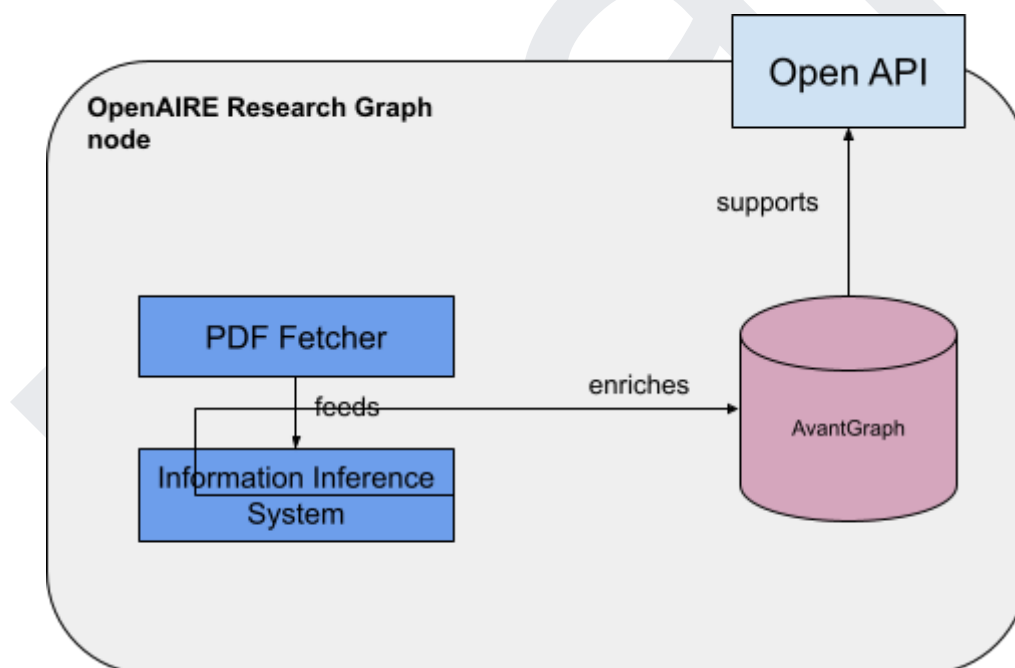 Open API
OpenAIRE Research Graph
node
supports
PDF Fetcher
enriches
feeds
AvantGraph
Information Inference
System